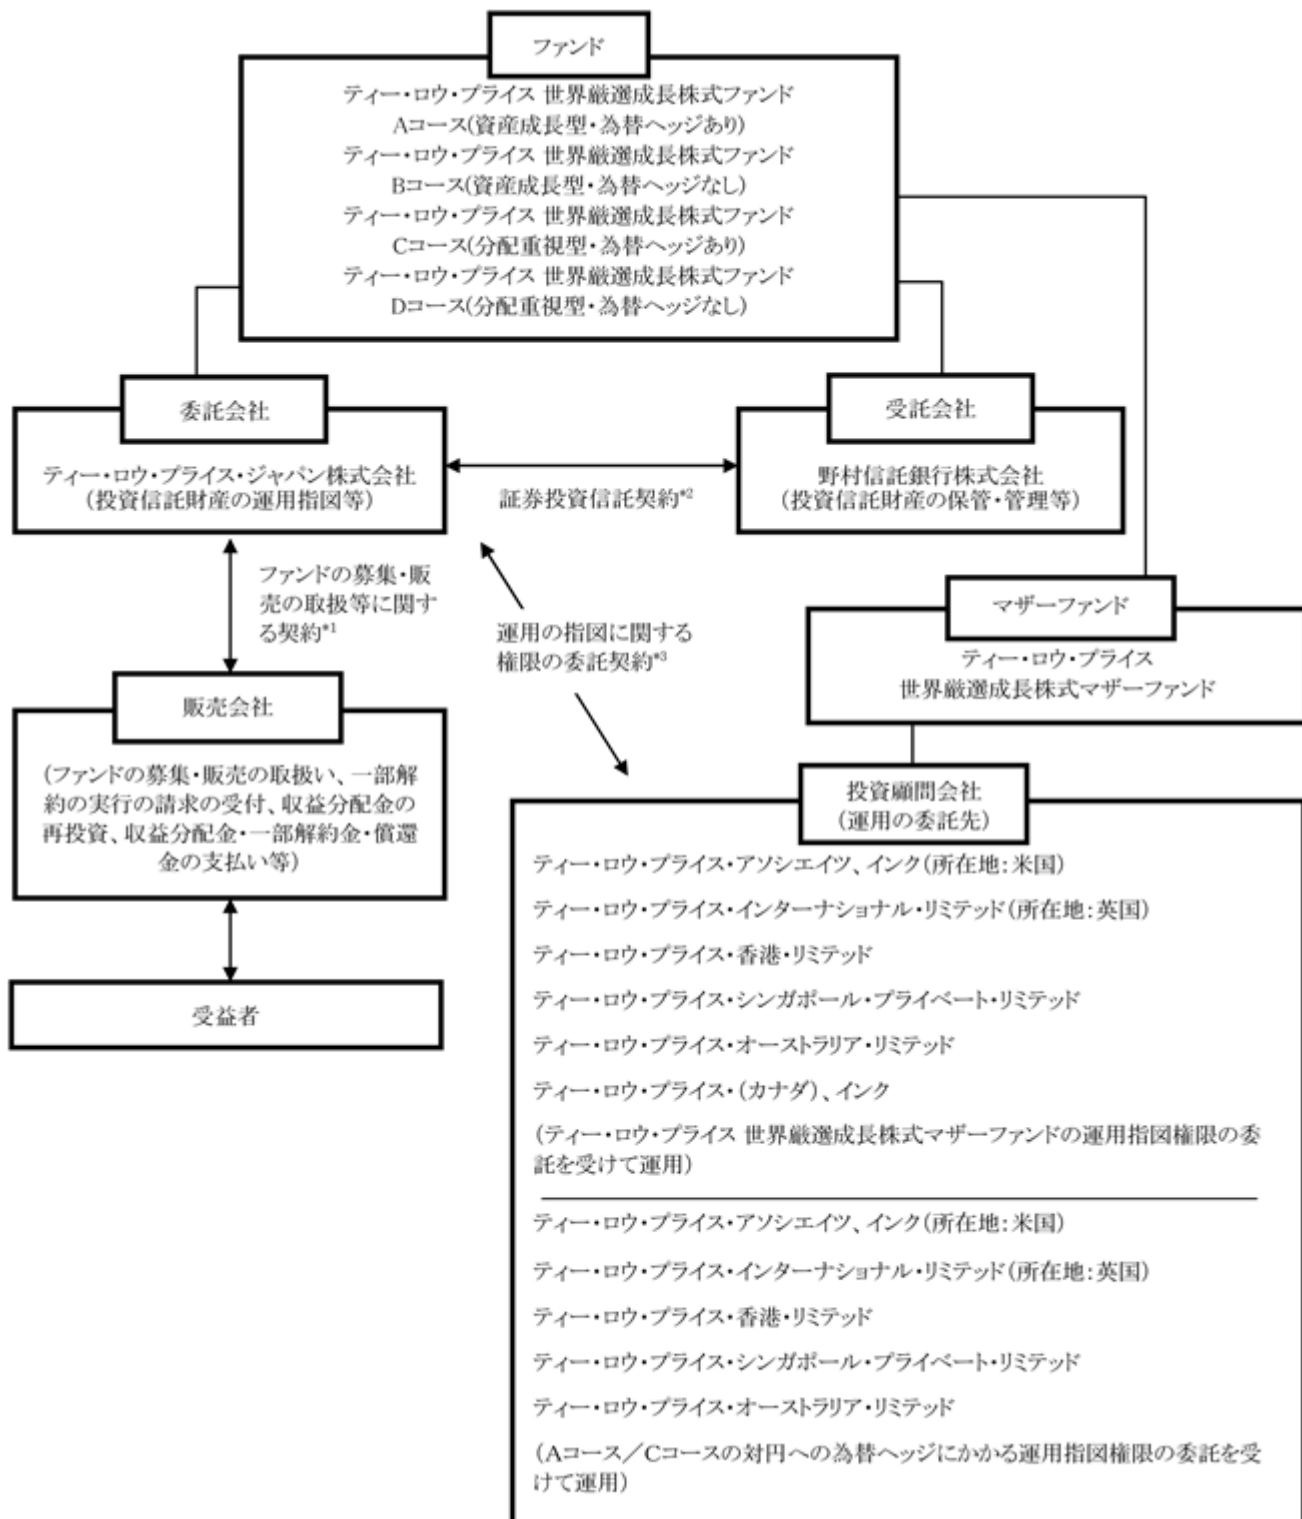 ファンド
ティー・ロウ・プライス 世界厳選成長株式ファンド
Aコース(資産成長型・為替ヘッジあり)
ティー・ロウ・プライス 世界厳選成長株式ファンド
Bコース(資産成長型・為替ヘッジなし)
ティー・ロウ・プライス 世界厳選成長株式ファンド
Cコース(分配重視型・為替ヘッジあり)
ティー・ロウ・プライス 世界厳選成長株式ファンド
Dコース(分配重視型・為替ヘッジなし)
委託会社
ティー・ロウ・プライス・ジャパン株式会社
(投資信託財産の運用指図等)
証券投資信託契約*2
受託会社
野村信託銀行株式会社
(投資信託財産の保管・管理等)
ファンドの募集・販
売の取扱等に関す
る契約*1
運用の指図に関する
権限の委託契約*3
マザーファンド
ティー・ロウ・プライス
世界厳選成長株式マザーファンド
販売会社
(ファンドの募集・販売の取扱い、一部解
約の実行の請求の受付、収益分配金の
再投資、収益分配金・一部解約金・償還
金の支払い等)
受益者
投資顧問会社
(運用の委託先)
ティー・ロウ・プライス・アソシエイツ、インク(所在地:米国)
ティー・ロウ・プライス・インターナショナル・リミテッド(所在地:英国)
ティー・ロウ・プライス・香港・リミテッド
ティー・ロウ・プライス・シンガポール・プライベート・リミテッド
ティー・ロウ・プライス・オーストラリア・リミテッド
ティー・ロウ・プライス・(カナダ)、インク
(ティー・ロウ・プライス 世界厳選成長株式マザーファンドの運用指図権限の委
託を受けて運用)
ティー・ロウ・プライス・アソシエイツ、インク(所在地:米国)
ティー・ロウ・プライス・インターナショナル・リミテッド(所在地:英国)
ティー・ロウ・プライス・香港・リミテッド
ティー・ロウ・プライス・シンガポール・プライベート・リミテッド
ティー・ロウ・プライス・オーストラリア・リミテッド
(Aコース/Cコースの対円への為替ヘッジにかかる運用指図権限の委託を受
けて運用)